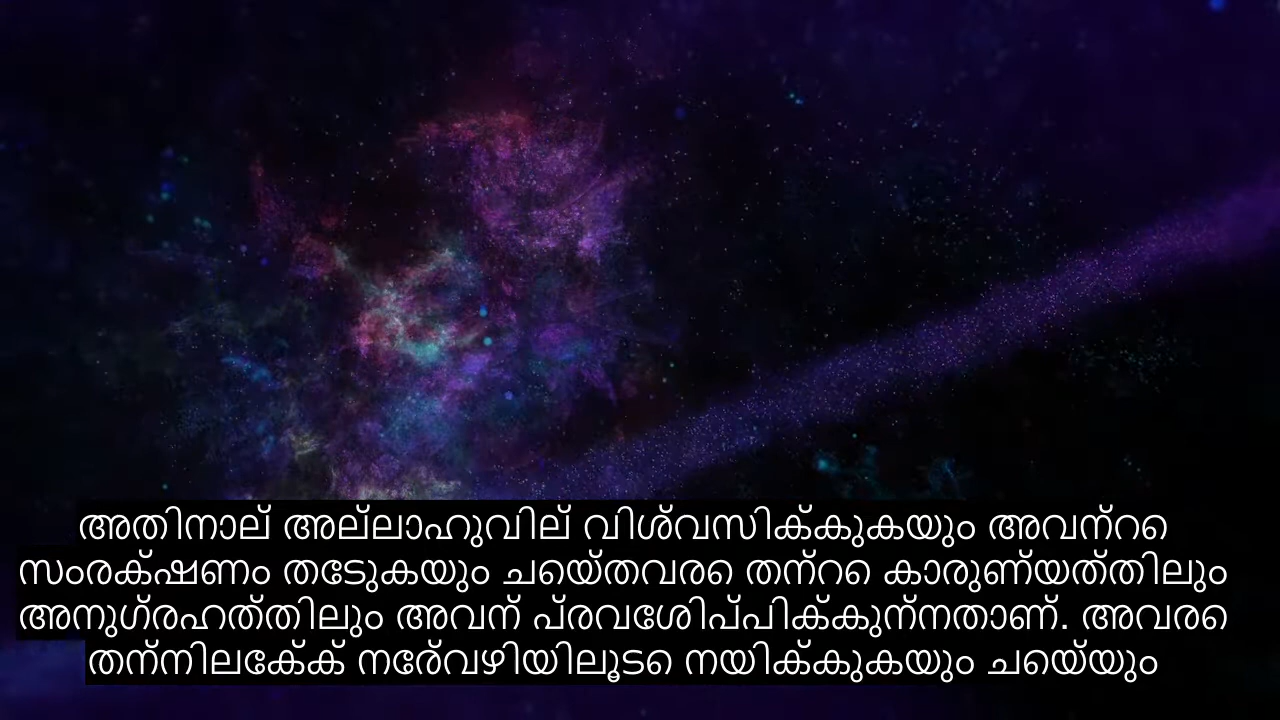 അതിനാല് അല്ലാഹുവില് വിശ്വസിക്കുകയും അവന്റെ
സംരക്ഷണം തേടുകയും ചെയ്തവരെ തന്റെ കാരുണ്യത്തിലും
അനുഗ്രഹത്തിലും അവന് പ്രവേശിപ്പിക്കുന്നതാണ്. അവരെ
തന്നിലക്കേ് നേര്വഴിയിലൂടെ നയിക്കുകയും ചെയ്യും